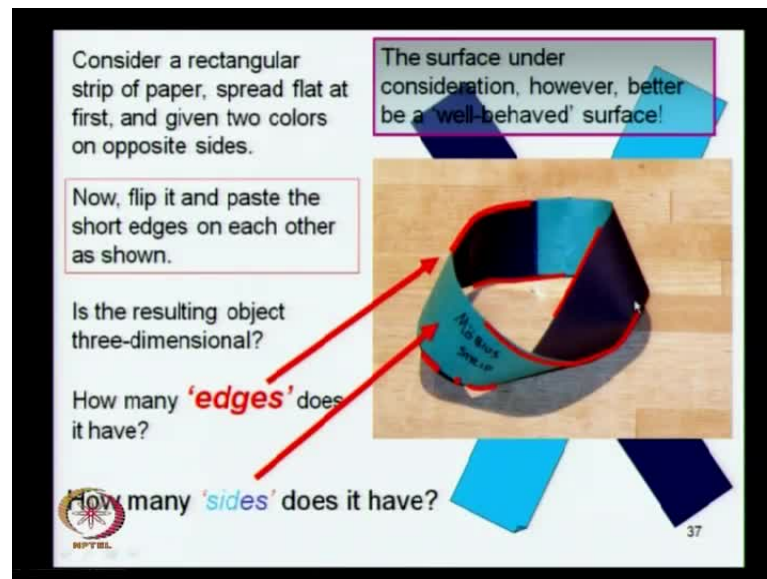 Consider a rectangular
strip of paper, spread flat at
first, and given two colors
on opposite sides.
The surface under
consideration, however, better
be a 'well-behaved' surface!
Now, flip it and paste the
short edges on each other
as shown.
Is the resulting object
three-dimensional?
How many 'edges' does
it have?
How many 'sides' does it have?
MÖBIUS
STRIP
NPTEL
37